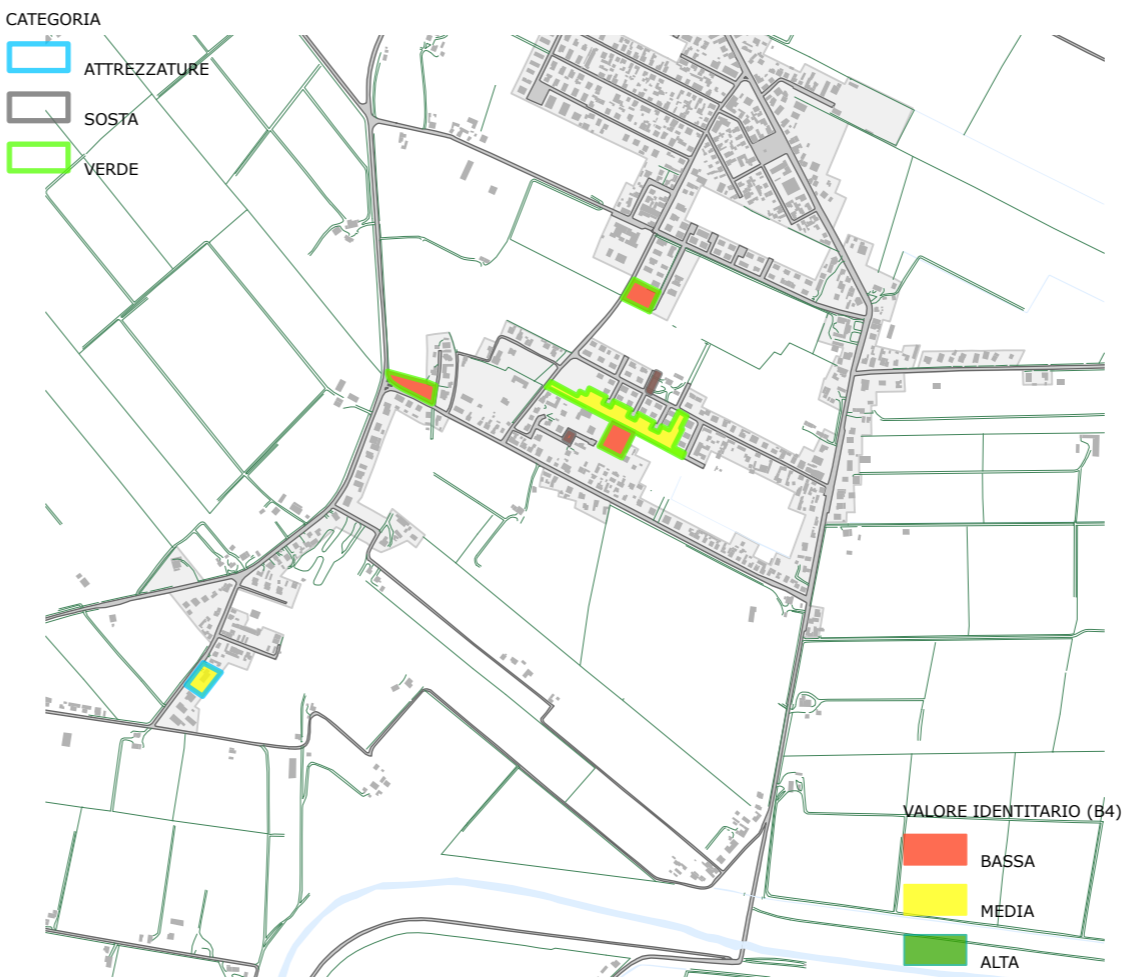 CATEGORIA
ATTREZZATURE
SOSTA
VERDE
VALORE IDENTITARIO (B4)
BASSA
MEDIA
ALTA